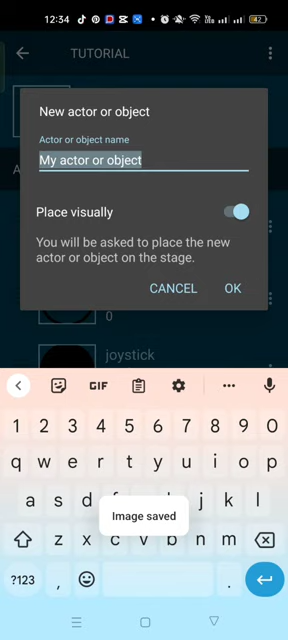 12:34
42
TUTORIAL
A
New actor or object
Actor or object name
My actor or object
Place visually
You will be asked to place the new
actor or object on the stage.
CANCEL OK
0
joystick
GIF
1 2 3 4 5 6 7 8 9 0
q w e r t y u i o p
a s d f j k l
Image saved
z x c v b n m
?123 , .